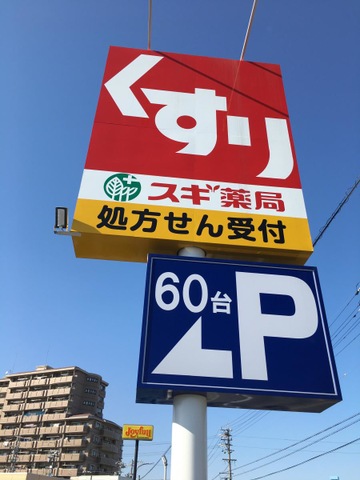 くすり
スギ薬局
処方せん受付
60台
P
Joyfull